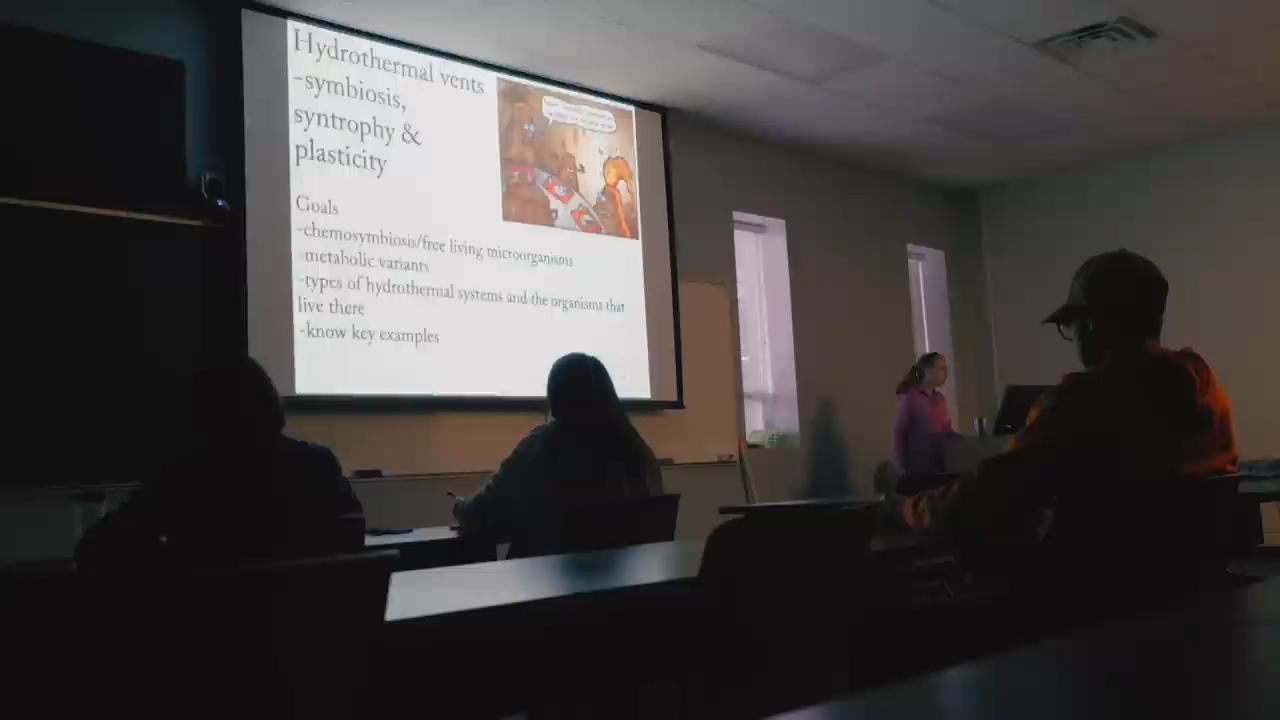 Hydrothermal vents
-symbiosis,
syntrophy &
plasticity
Goals
-chemosymbiosis/free living microorganisms
-metabolic variants
-types of hydrothermal systems and the organisms that
live there
-know key examples